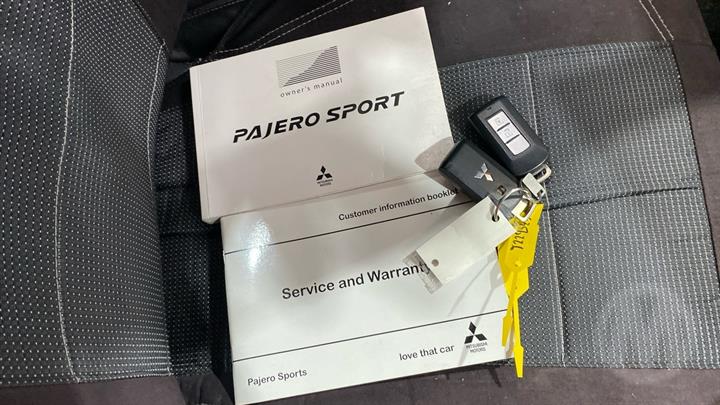 owner's manual
PAJERO SPORT
MITSUBISHI
MOTORS
Customer information booklet
Service and Warranty
MITSUBISHI
MOTORS
love that car
Pajero Sports